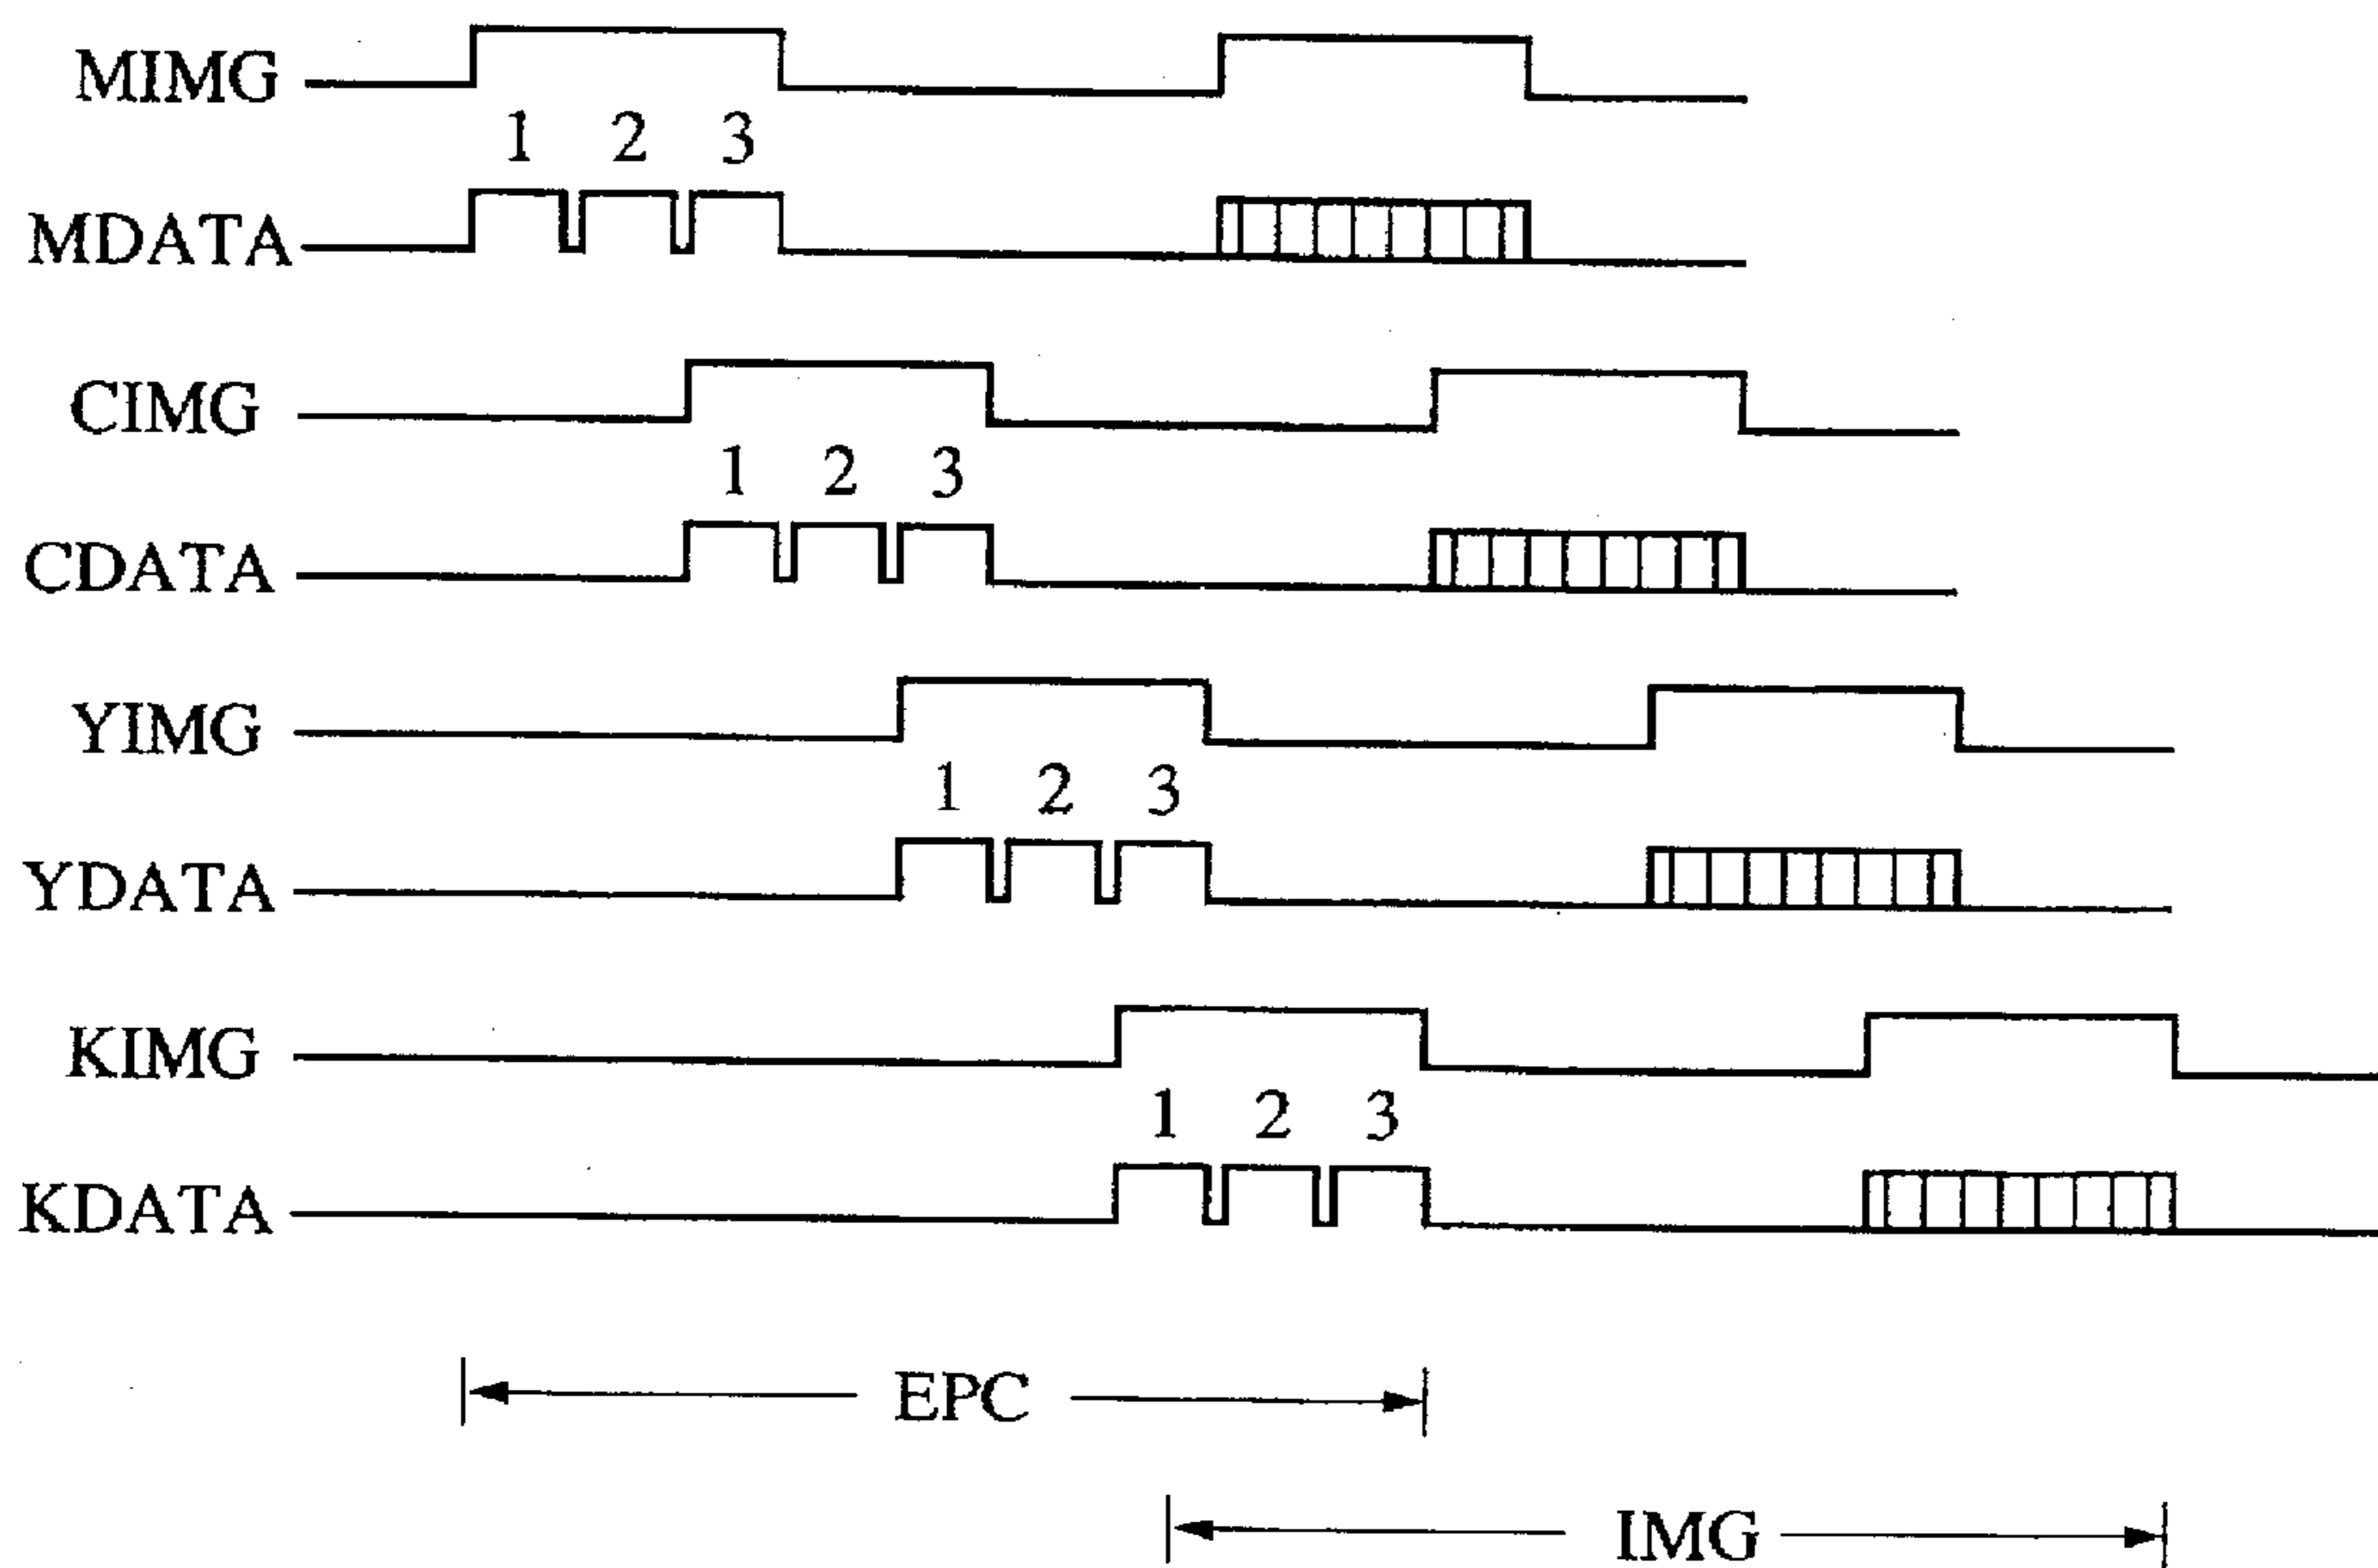 MIMG
1 2 3
MDATA
CIMG
1 2 3
CDATA
YIMG
1 2 3
YDATA
KIMG
1 2 3
KDATA
EPC
IMG